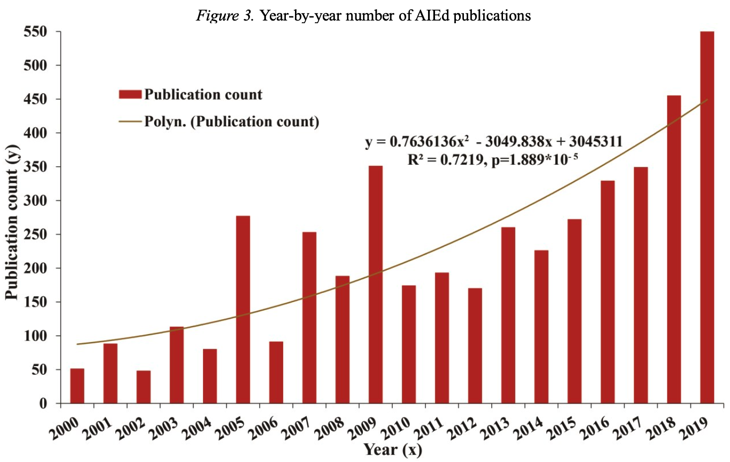 Figure 3. Year-by-year number of AIEd publications
550
500
450
400
350
300
250
200
150
100
50
0
Publication count (y)
Publication count
Polyn. (Publication count)
y = 0.7636136x² - 3049.838x + 3045311
R² = 0.7219, p=1.889*10⁻⁵
2000 2001 2002 2003 2004 2005 2006 2007 2008 2009 2010 2011 2012 2013 2014 2015 2016 2017 2018 2019
Year (x)